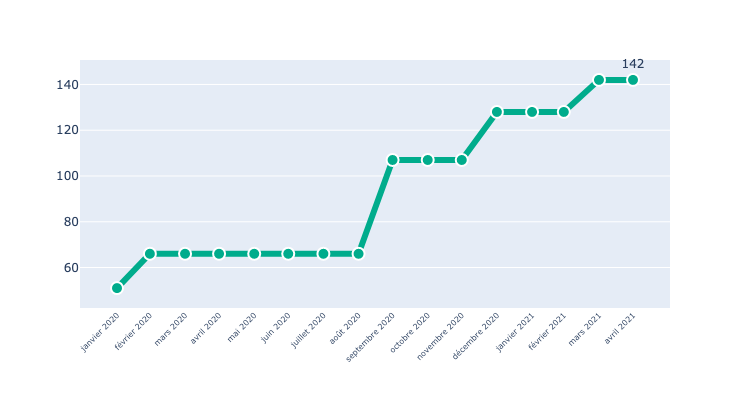 142
140
120
100
80
60
janvier 2020
février 2020
mars 2020
avril 2020
mai 2020
juin 2020
juillet 2020
août 2020
septembre 2020
octobre 2020
novembre 2020
décembre 2020
janvier 2021
février 2021
mars 2021
avril 2021